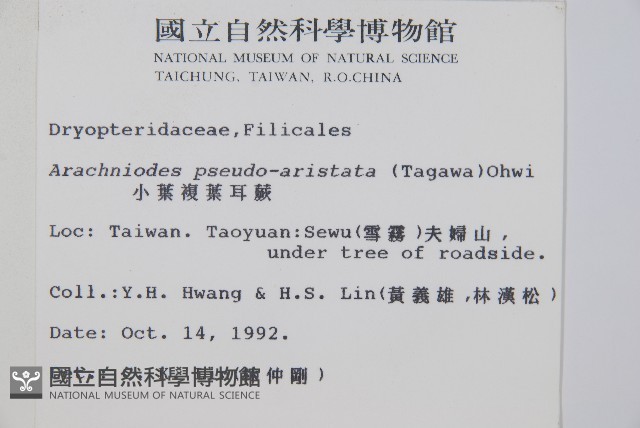 國立自然科學博物館
NATIONAL MUSEUM OF NATURAL SCIENCE
TAICHUNG, TAIWAN, R.O.CHINA
Dryopteridaceae,Filicales
Arachniodes pseudo-aristata (Tagawa)Ohwi
小葉複葉耳蕨
Loc: Taiwan. Taoyuan:Sewu(雪霧)夫婦山,
under tree of roadside.
Coll.:Y.H. Hwang & H.S. Lin(黃義雄,林漢松)
Date: Oct. 14, 1992.
仲剛)
國立自然科學博物館
NATIONAL MUSEUM OF NATURAL SCIENCE